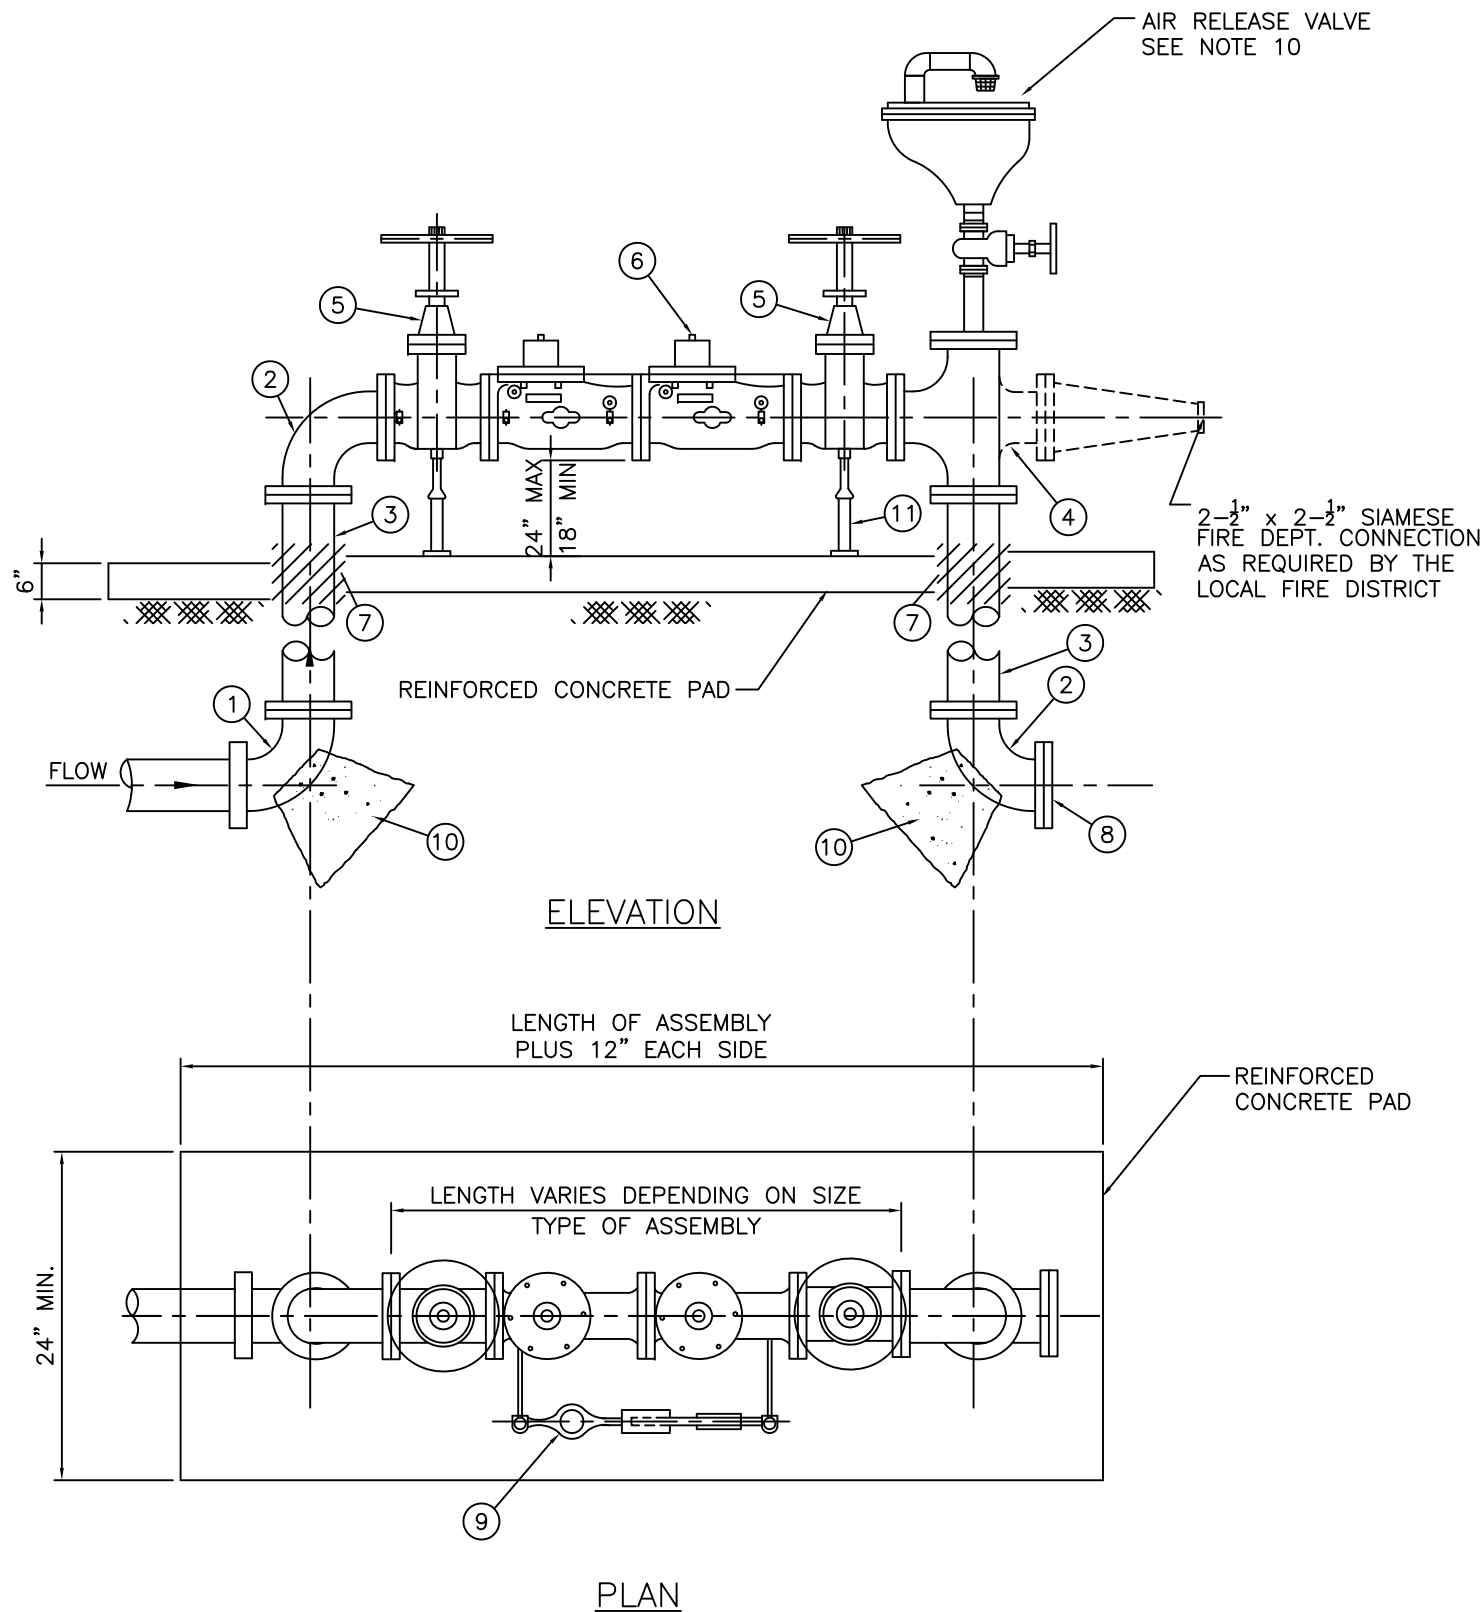 AIR RELEASE VALVE
SEE NOTE 10
6
5
5
2
24" MAX
18" MIN
3
11
4
2-½" x 2-½" SIAMESE
FIRE DEPT. CONNECTION
AS REQUIRED BY THE
LOCAL FIRE DISTRICT
6"
7
7
3
REINFORCED CONCRETE PAD
1
2
FLOW
10
10
8
ELEVATION
LENGTH OF ASSEMBLY
PLUS 12" EACH SIDE
REINFORCED
CONCRETE PAD
LENGTH VARIES DEPENDING ON SIZE
TYPE OF ASSEMBLY
24" MIN.
9
PLAN